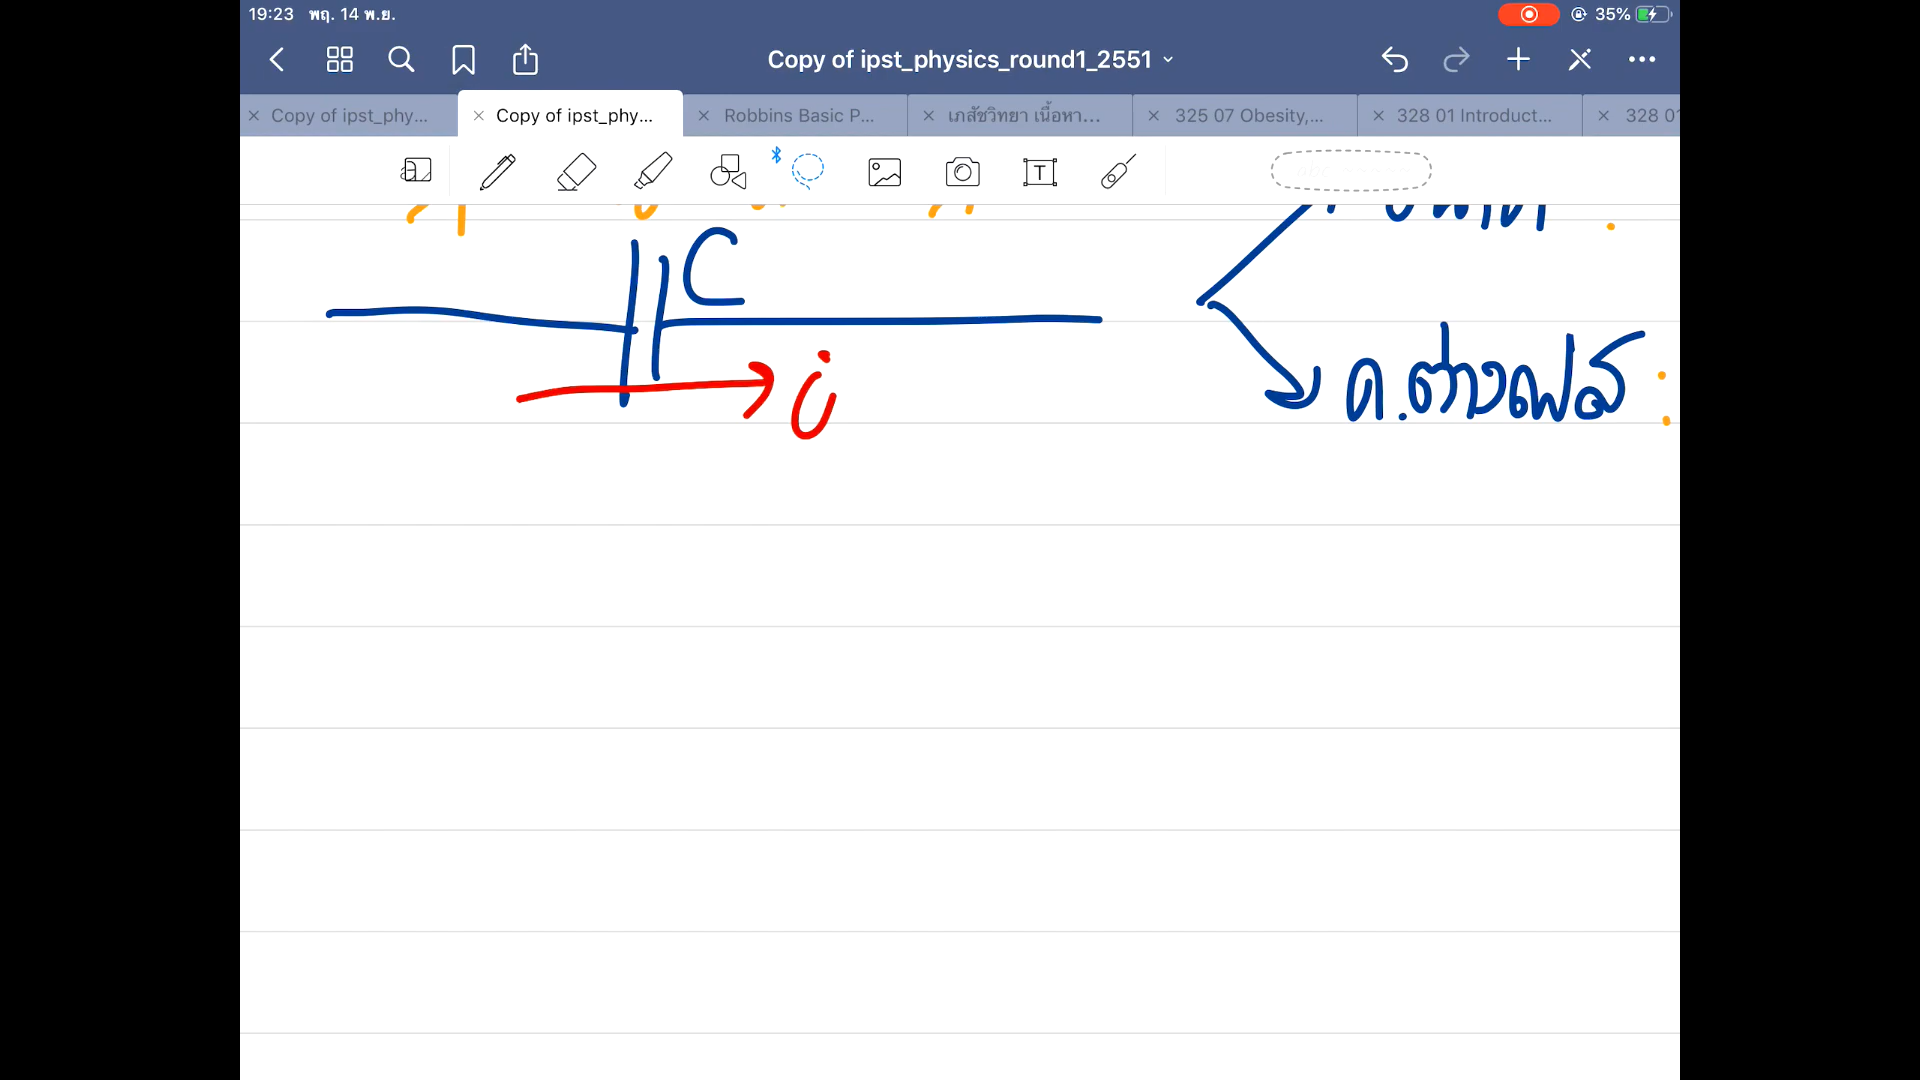 19:23 พฤ. 14 พ.ย. 35%
Copy of ipst_physics_round1_2551
Copy of ipst_phy... Copy of ipst_phy... Robbins Basic P... เภสัชวิทยา เนื้อหา... 325 07 Obesity,... 328 01 Introduct... 328 01
T
C
i
ค.ต่างเฟส :